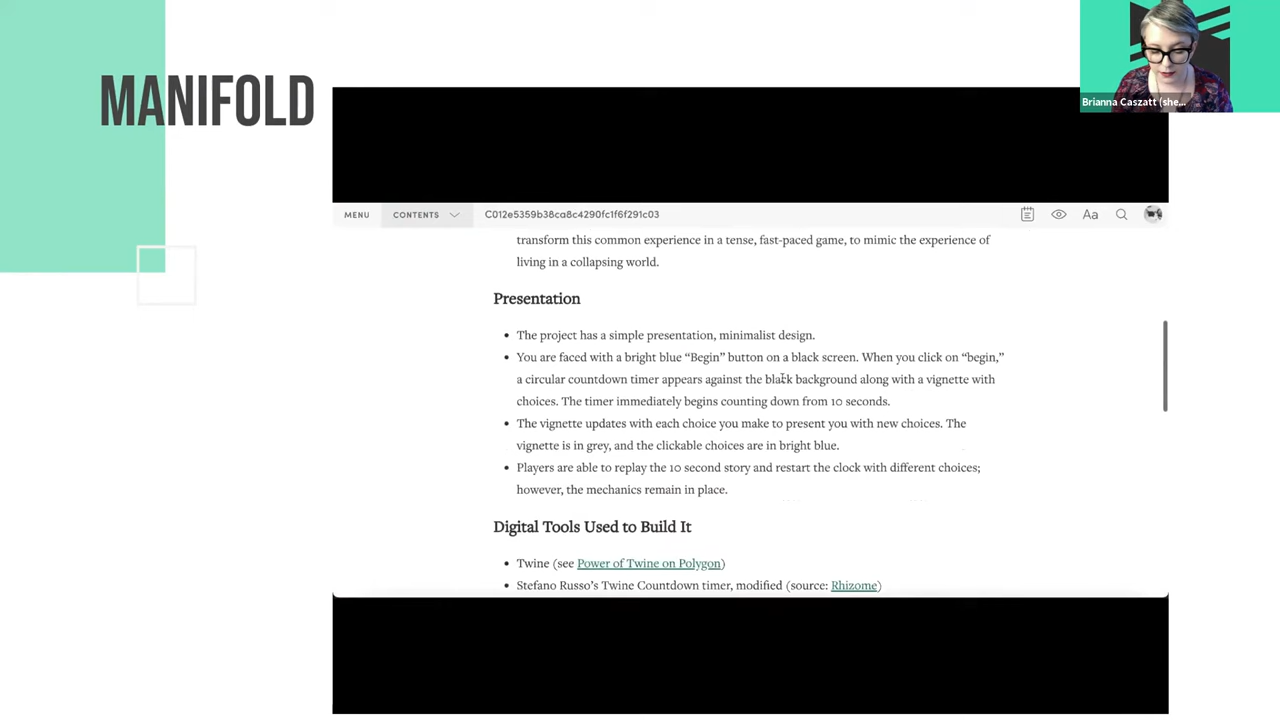 MANIFOLD
Brianna Caszatt (she,...
MENU CONTENTS C012e5359b38ca8c4290fc1f6f291c03 Aa
transform this common experience in a tense, fast-paced game, to mimic the experience of
living in a collapsing world.
Presentation
• The project has a simple presentation, minimalist design.
• You are faced with a bright blue “Begin” button on a black screen. When you click on “begin,”
a circular countdown timer appears against the black background along with a vignette with
choices. The timer immediately begins counting down from 10 seconds.
• The vignette updates with each choice you make to present you with new choices. The
vignette is in grey, and the clickable choices are in bright blue.
• Players are able to replay the 10 second story and restart the clock with different choices;
however, the mechanics remain in place.
Digital Tools Used to Build It
• Twine (see Power of Twine on Polygon)
• Stefano Russo’s Twine Countdown timer, modified (source: Rhizome)